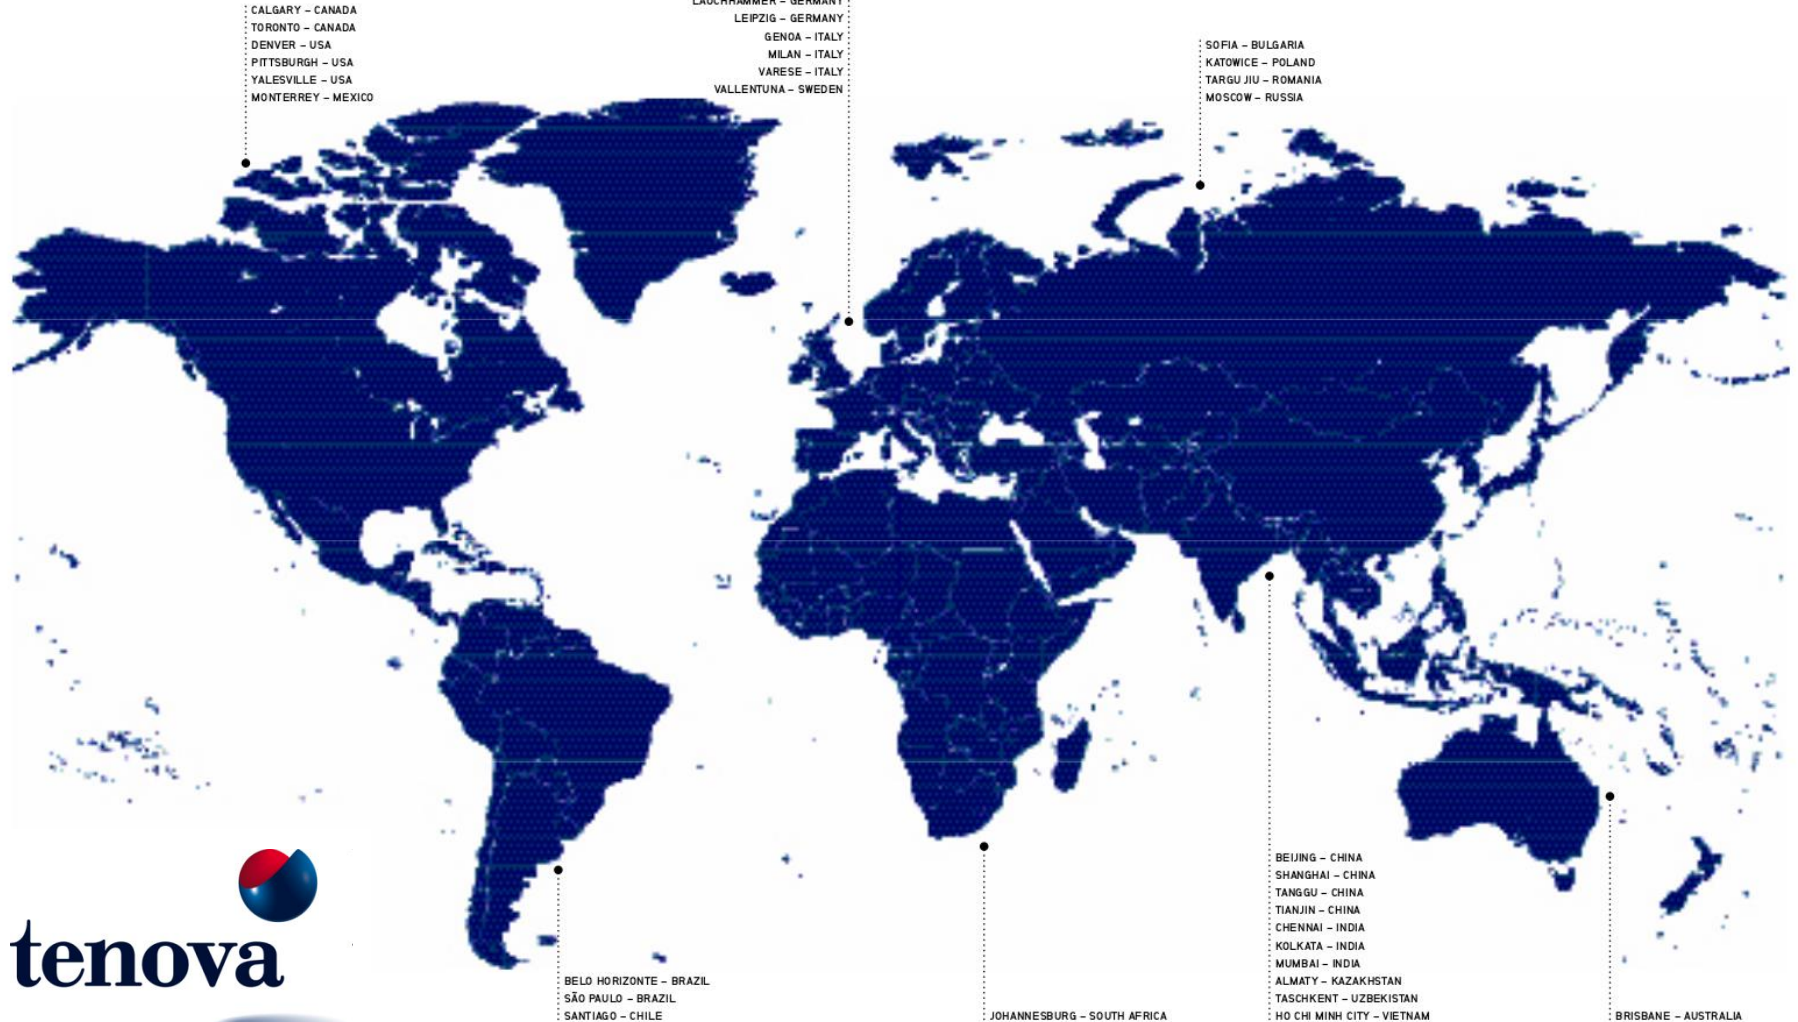 CALGARY – CANADA
TORONTO – CANADA
DENVER – USA
PITTSBURGH – USA
YALESVILLE – USA
MONTERREY – MEXICO
LAUCHHAMMER – GERMANY
LEIPZIG – GERMANY
GENOA – ITALY
MILAN – ITALY
VARESE – ITALY
VALLENTUNA – SWEDEN
SOFIA – BULGARIA
KATOWICE – POLAND
TARGU JIU – ROMANIA
MOSCOW – RUSSIA
tenova
BELO HORIZONTE – BRAZIL
SÃO PAULO – BRAZIL
SANTIAGO – CHILE
JOHANNESBURG – SOUTH AFRICA
BEIJING – CHINA
SHANGHAI – CHINA
TANGGU – CHINA
TIANJIN – CHINA
CHENNAI – INDIA
KOLKATA – INDIA
MUMBAI – INDIA
ALMATY – KAZAKHSTAN
TASCHKENT – UZBEKISTAN
HO CHI MINH CITY – VIETNAM
BRISBANE – AUSTRALIA